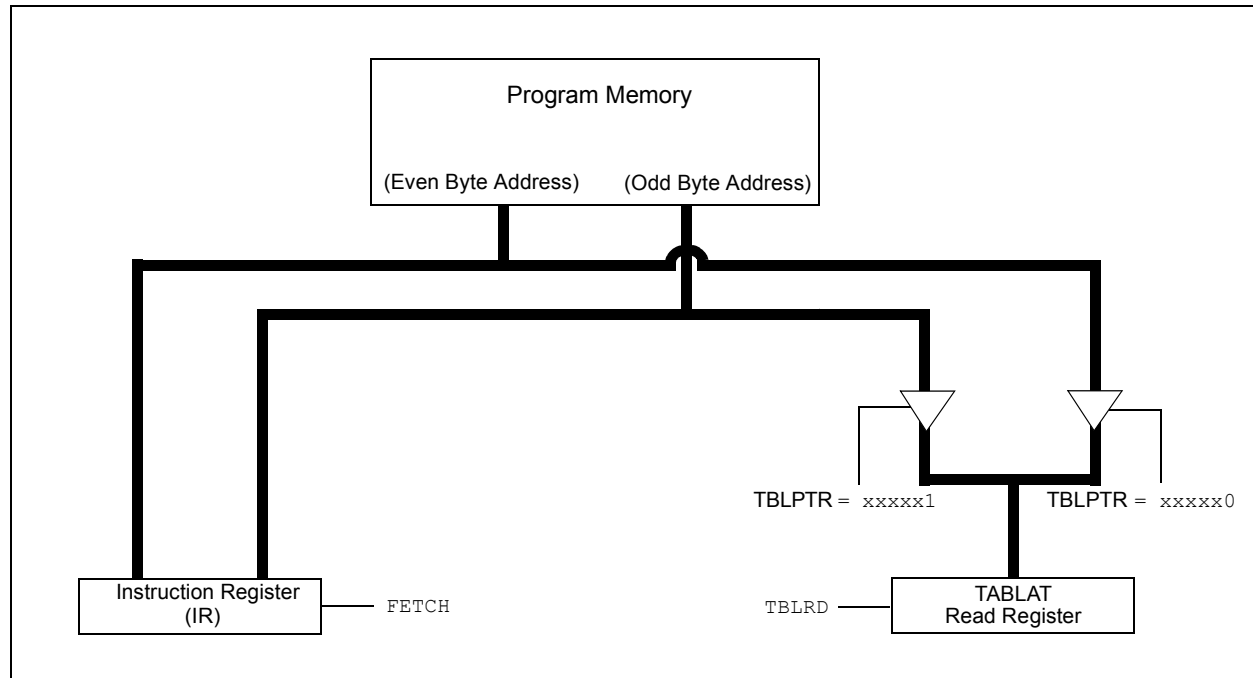 Program Memory
(Even Byte Address)
(Odd Byte Address)
TBLPTR = xxxxx1
TBLPTR = xxxxx0
Instruction Register
(IR)
FETCH
TBLRD
TABLAT
Read Register